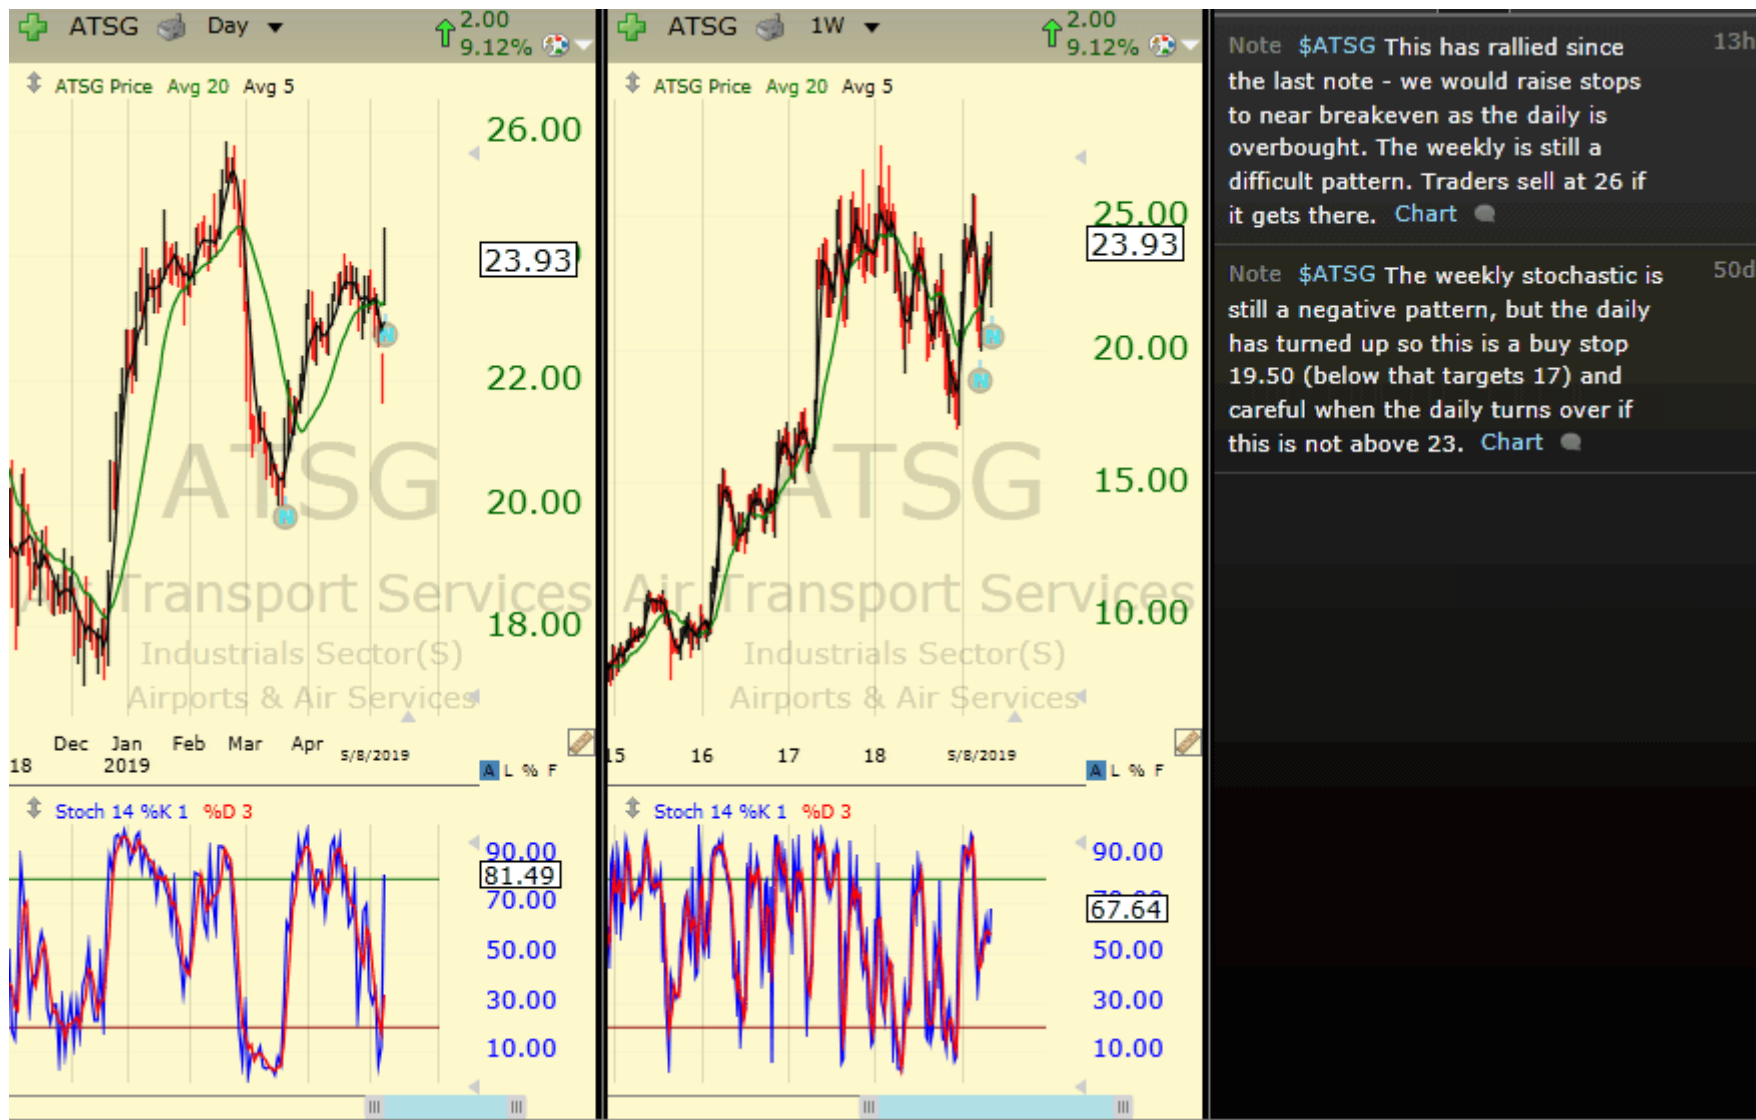 ATSG Day
2.00
9.12%
ATSG Price Avg 20 Avg 5
26.00
23.93
22.00
20.00
18.00
N
N
ATSG
Air Transport Services
Industrials Sector(S)
Airports & Air Services
18 Dec Jan Feb Mar Apr 5/8/2019
2019
A L % F
Stoch 14 %K 1 %D 3
90.00
81.49
70.00
50.00
30.00
10.00
ATSG 1W
2.00
9.12%
ATSG Price Avg 20 Avg 5
25.00
23.93
20.00
15.00
10.00
N
N
ATSG
Air Transport Services
Industrials Sector(S)
Airports & Air Services
15 16 17 18 5/8/2019
A L % F
Stoch 14 %K 1 %D 3
90.00
67.64
50.00
30.00
10.00
Note $ATSG This has rallied since 13h
the last note - we would raise stops
to near breakeven as the daily is
overbought. The weekly is still a
difficult pattern. Traders sell at 26 if
it gets there. Chart
Note $ATSG The weekly stochastic is 50d
still a negative pattern, but the daily
has turned up so this is a buy stop
19.50 (below that targets 17) and
careful when the daily turns over if
this is not above 23. Chart